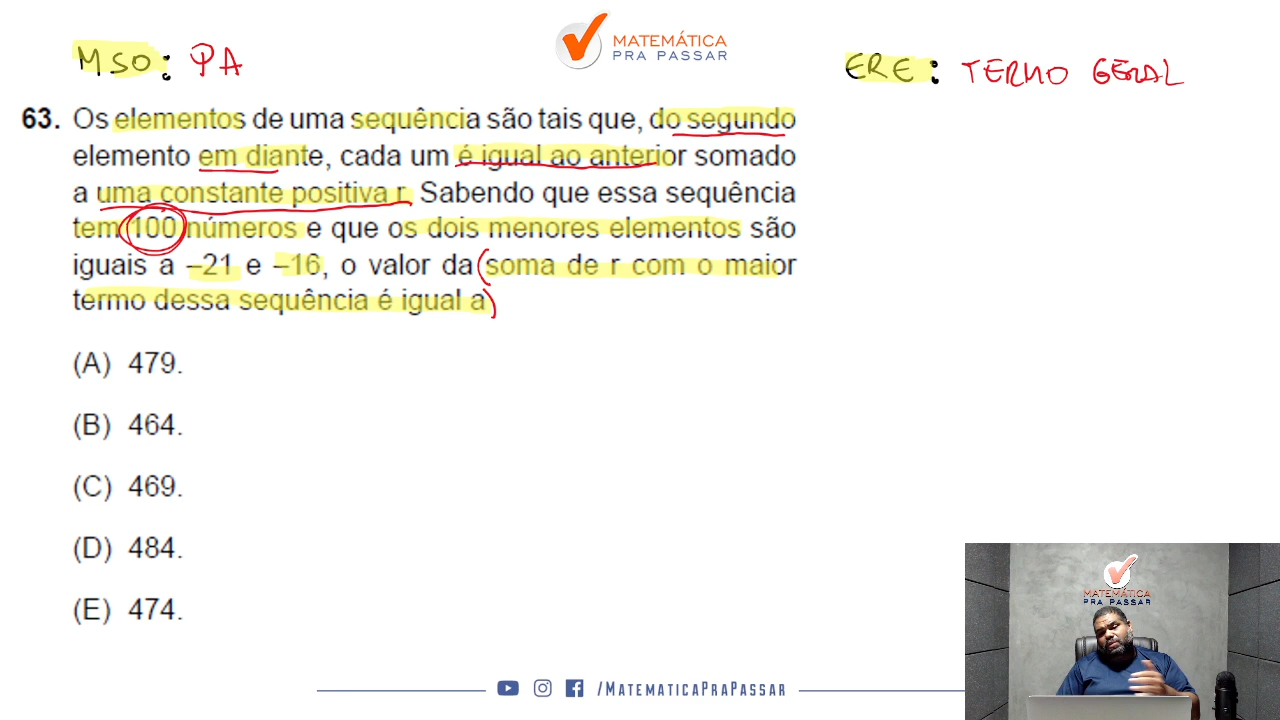 MSO: PA
MATEMÁTICA
PRA PASSAR
ERE: TERMO GERAL
63. Os elementos de uma sequência são tais que, do segundo
elemento em diante, cada um é igual ao anterior somado
a uma constante positiva r. Sabendo que essa sequência
tem 100 números e que os dois menores elementos são
iguais a –21 e –16, o valor da (soma de r com o maior
termo dessa sequência é igual a)
(A) 479.
(B) 464.
(C) 469.
(D) 484.
(E) 474.
MATEMÁTICA
PRA PASSAR
/MATEMATICAPRAPASSAR